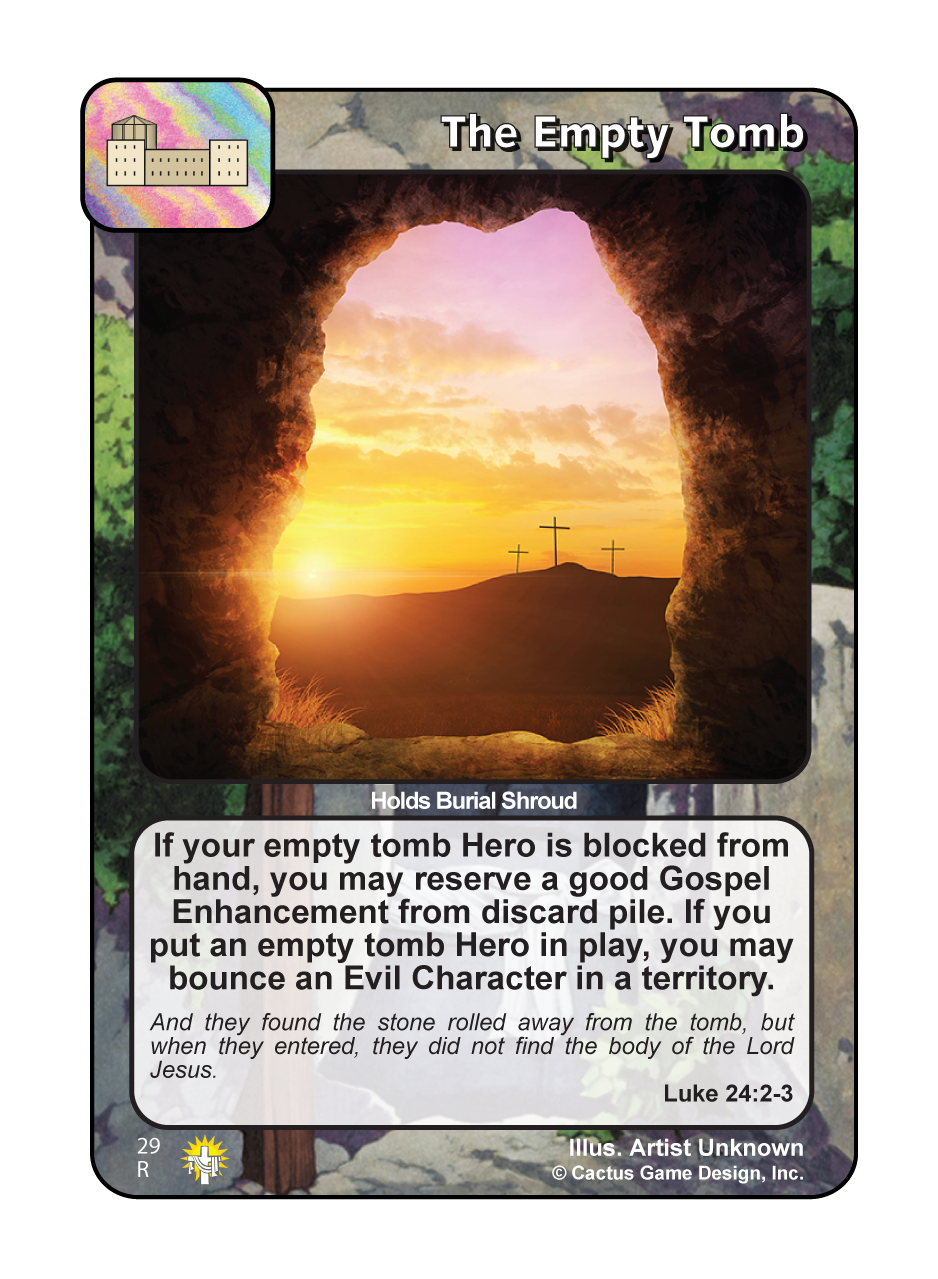 The Empty Tomb
Holds Burial Shroud
If your empty tomb Hero is blocked from
hand, you may reserve a good Gospel
Enhancement from discard pile. If you
put an empty tomb Hero in play, you may
bounce an Evil Character in a territory.
And they found the stone rolled away from the tomb, but
when they entered, they did not find the body of the Lord
Jesus.
Luke 24:2-3
29
R
Illus. Artist Unknown
© Cactus Game Design, Inc.